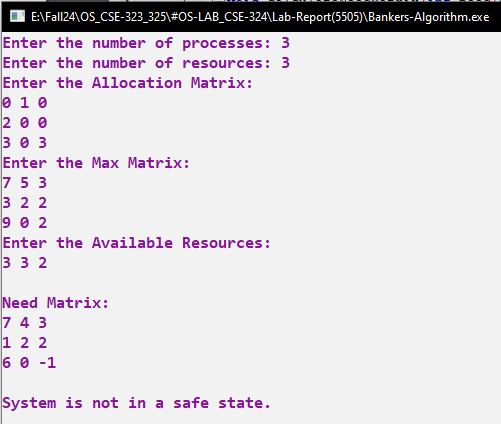 E:\Fall24\OS_CSE-323_325\#OS-LAB_CSE-324\Lab-Report(5505)\Bankers-Algorithm.exe
Enter the number of processes: 3
Enter the number of resources: 3
Enter the Allocation Matrix:
0 1 0
2 0 0
3 0 3
Enter the Max Matrix:
7 5 3
3 2 2
9 0 2
Enter the Available Resources:
3 3 2
Need Matrix:
7 4 3
1 2 2
6 0 -1
System is not in a safe state.